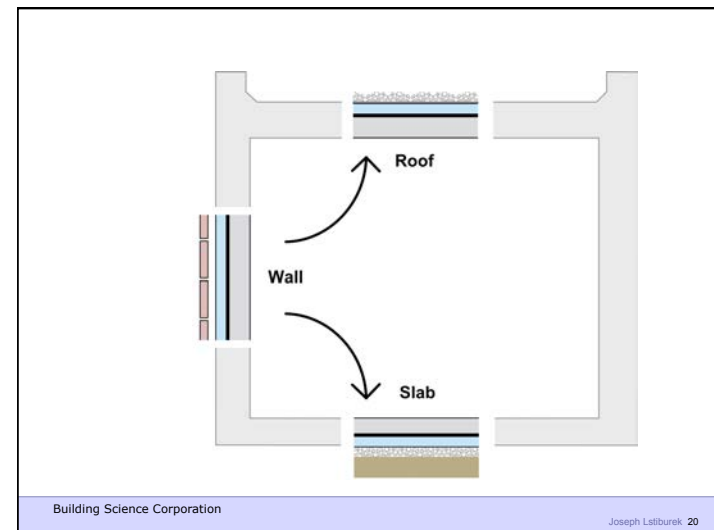 Roof
Wall
Slab
Building Science Corporation
Joseph Lstiburek 20